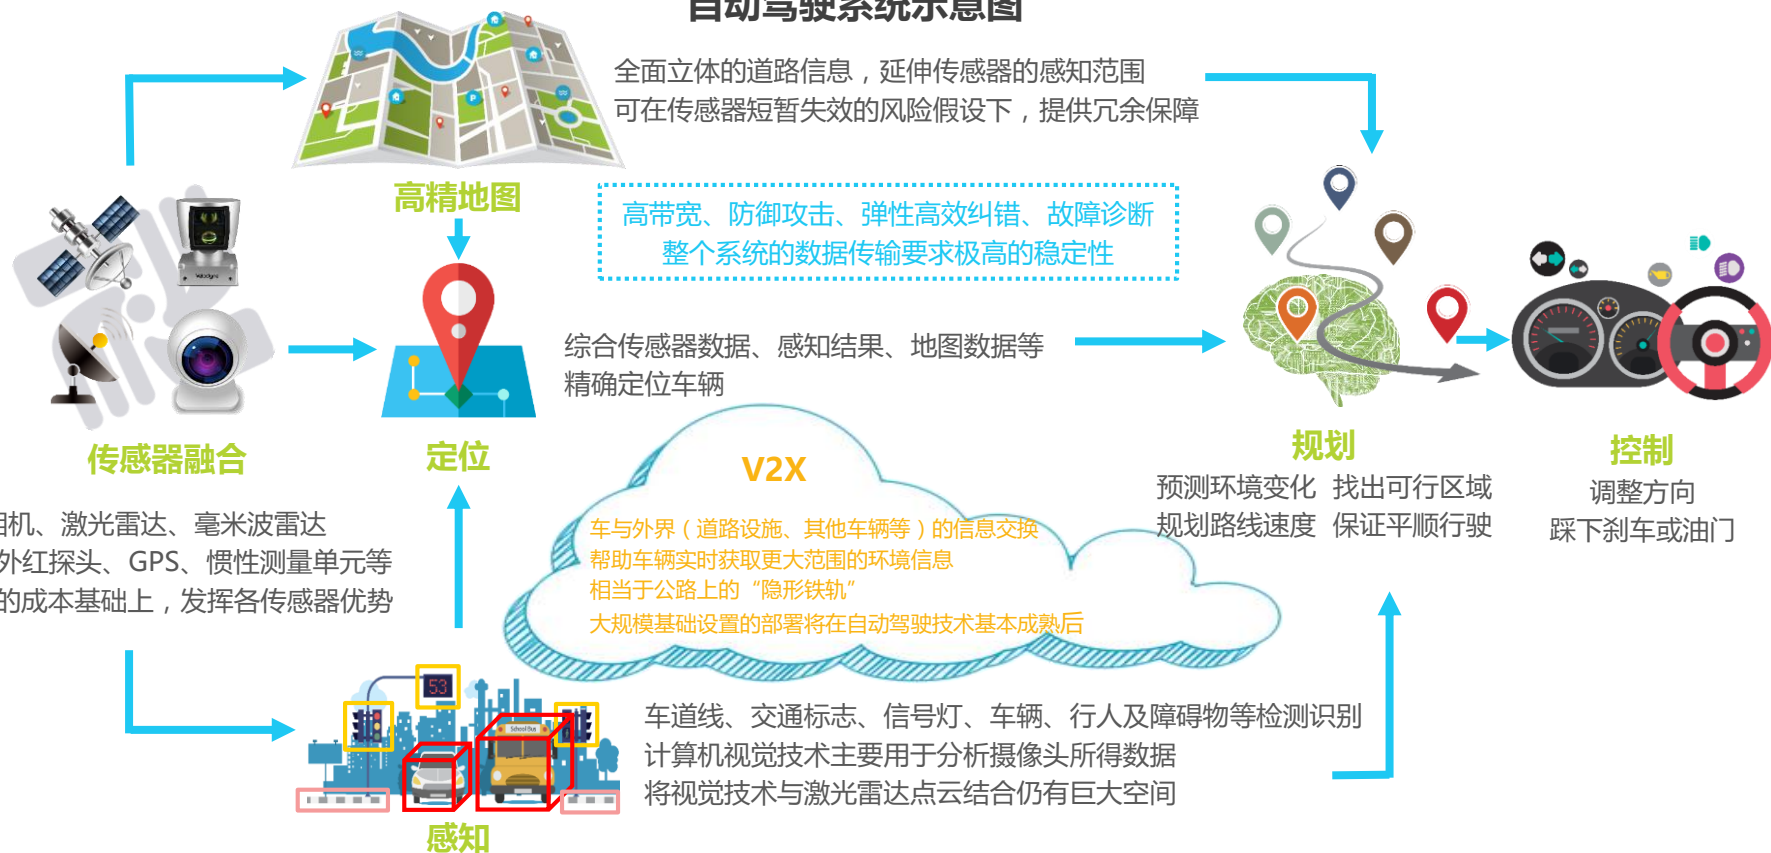 自动驾驶系统示意图
全面立体的道路信息，延伸传感器的感知范围
可在传感器短暂失效的风险假设下，提供冗余保障
高精地图
高带宽、防御攻击、弹性高效纠错、故障诊断
整个系统的数据传输要求极高的稳定性
Velodyne
综合传感器数据、感知结果、地图数据等
精确定位车辆
传感器融合
定位
规划
控制
V2X
预测环境变化 找出可行区域
规划路线速度 保证平顺行驶
调整方向
踩下刹车或油门
相机、激光雷达、毫米波雷达
外红探头、GPS、惯性测量单元等
的成本基础上，发挥各传感器优势
车与外界（道路设施、其他车辆等）的信息交换
帮助车辆实时获取更大范围的环境信息
相当于公路上的“隐形铁轨”
大规模基础设置的部署将在自动驾驶技术基本成熟后
53
School Bus
车道线、交通标志、信号灯、车辆、行人及障碍物等检测识别
计算机视觉技术主要用于分析摄像头所得数据
将视觉技术与激光雷达点云结合仍有巨大空间
感知